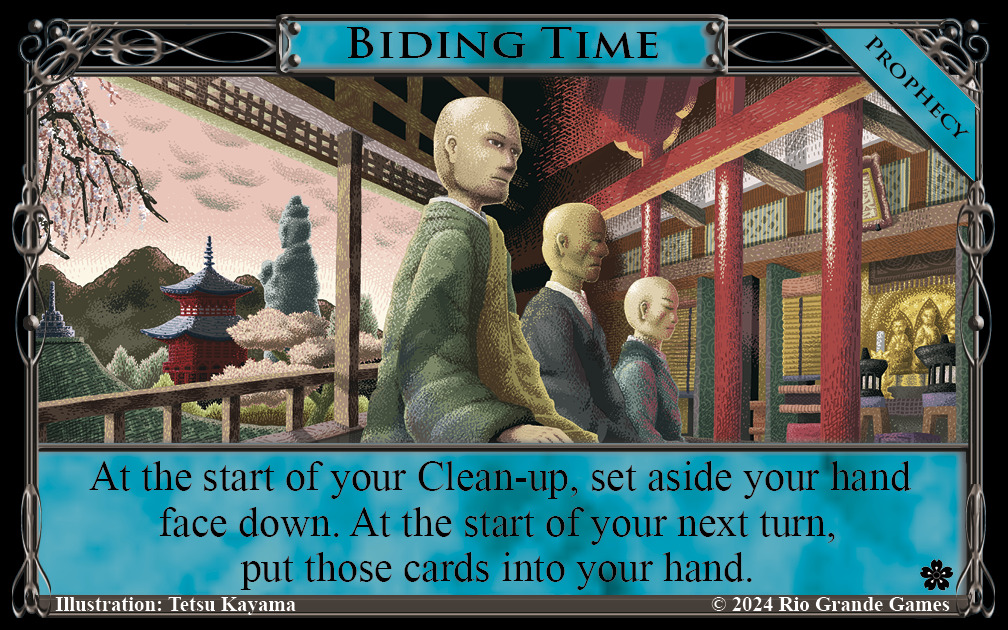 Biding Time
Prophecy
At the start of your Clean-up, set aside your hand
face down. At the start of your next turn,
put those cards into your hand.
Illustration: Tetsu Kayama
© 2024 Rio Grande Games